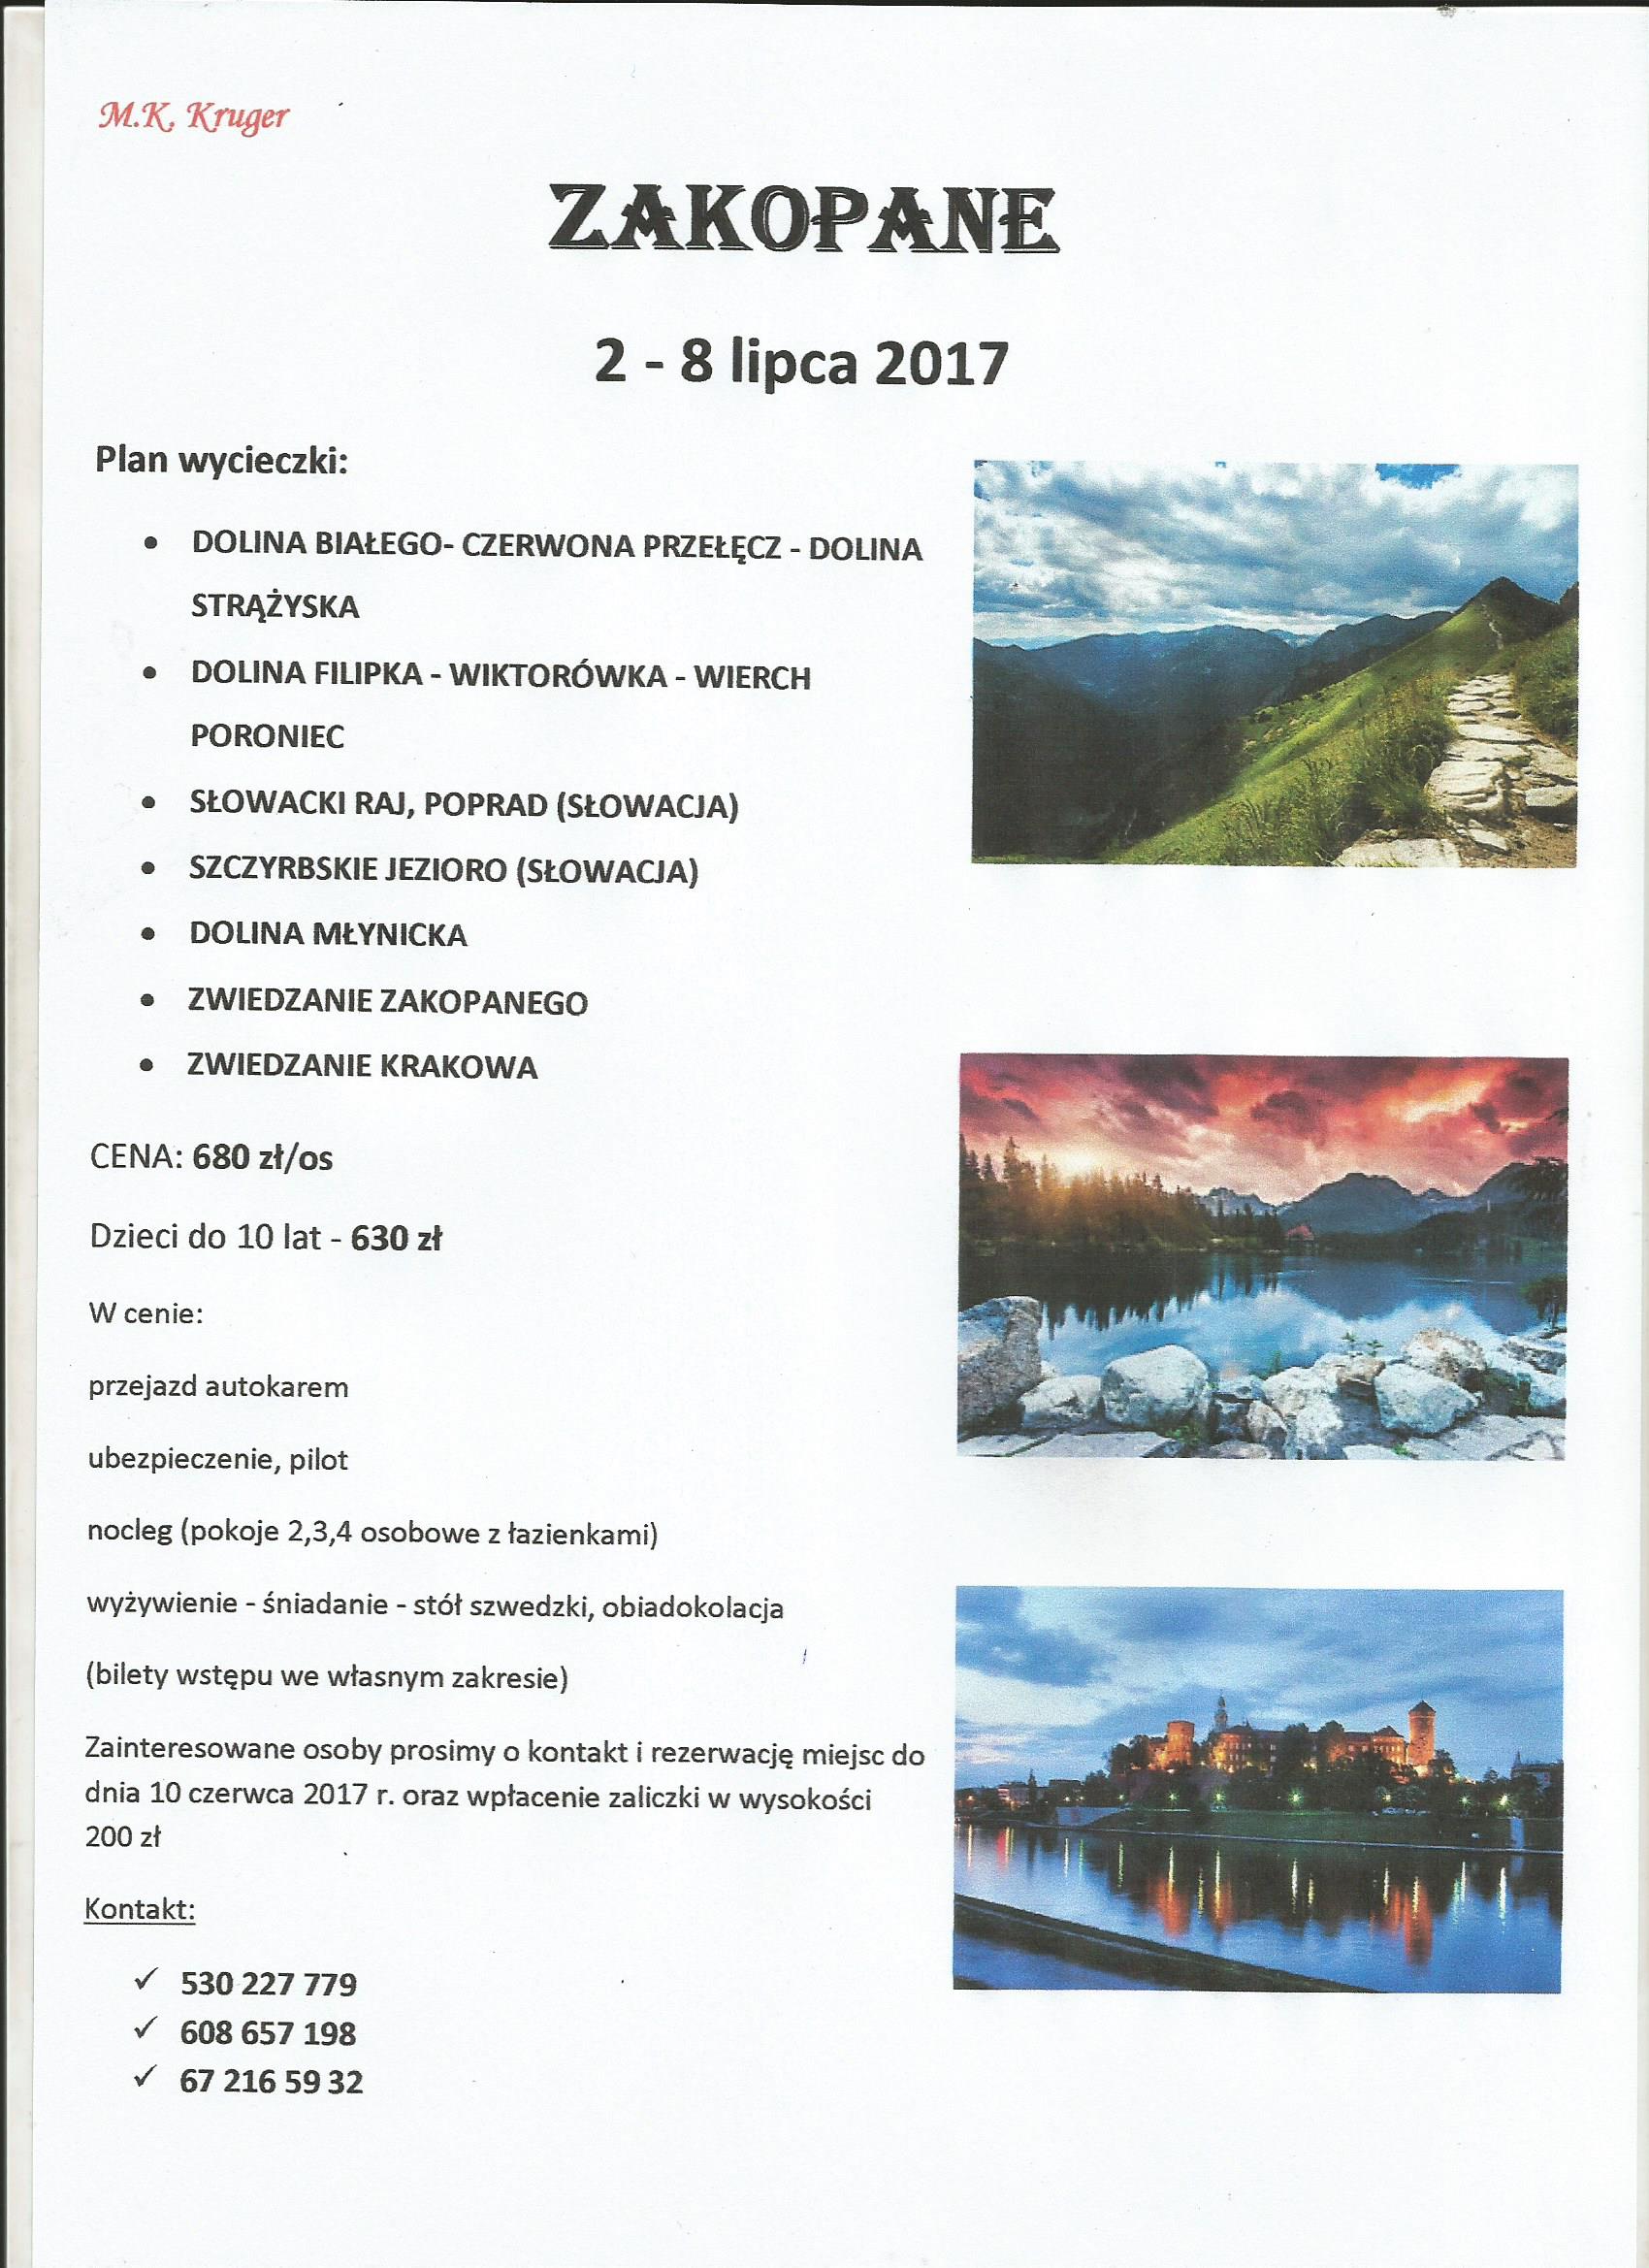 M.K. Kruger
ZAKOPANE
2 - 8 lipca 2017
Plan wycieczki:
• DOLINA BIAŁEGO- CZERWONA PRZEŁĘCZ - DOLINA
STRĄŻYSKA
• DOLINA FILIPKA - WIKTORÓWKA - WIERCH
PORONIEC
• SŁOWACKI RAJ, POPRAD (SŁOWACJA)
• SZCZYRBSKIE JEZIORO (SŁOWACJA)
• DOLINA MŁYNICKA
• ZWIEDZANIE ZAKOPANEGO
• ZWIEDZANIE KRAKOWA
CENA: 680 zł/os
Dzieci do 10 lat - 630 zł
W cenie:
przejazd autokarem
ubezpieczenie, pilot
nocleg (pokoje 2,3,4 osobowe z łazienkami)
wyżywienie - śniadanie - stół szwedzki, obiadokolacja
(bilety wstępu we własnym zakresie)
Zainteresowane osoby prosimy o kontakt i rezerwację miejsc do
dnia 10 czerwca 2017 r. oraz wpłacenie zaliczki w wysokości
200 zł
Kontakt:
✓ 530 227 779
✓ 608 657 198
✓ 67 216 59 32